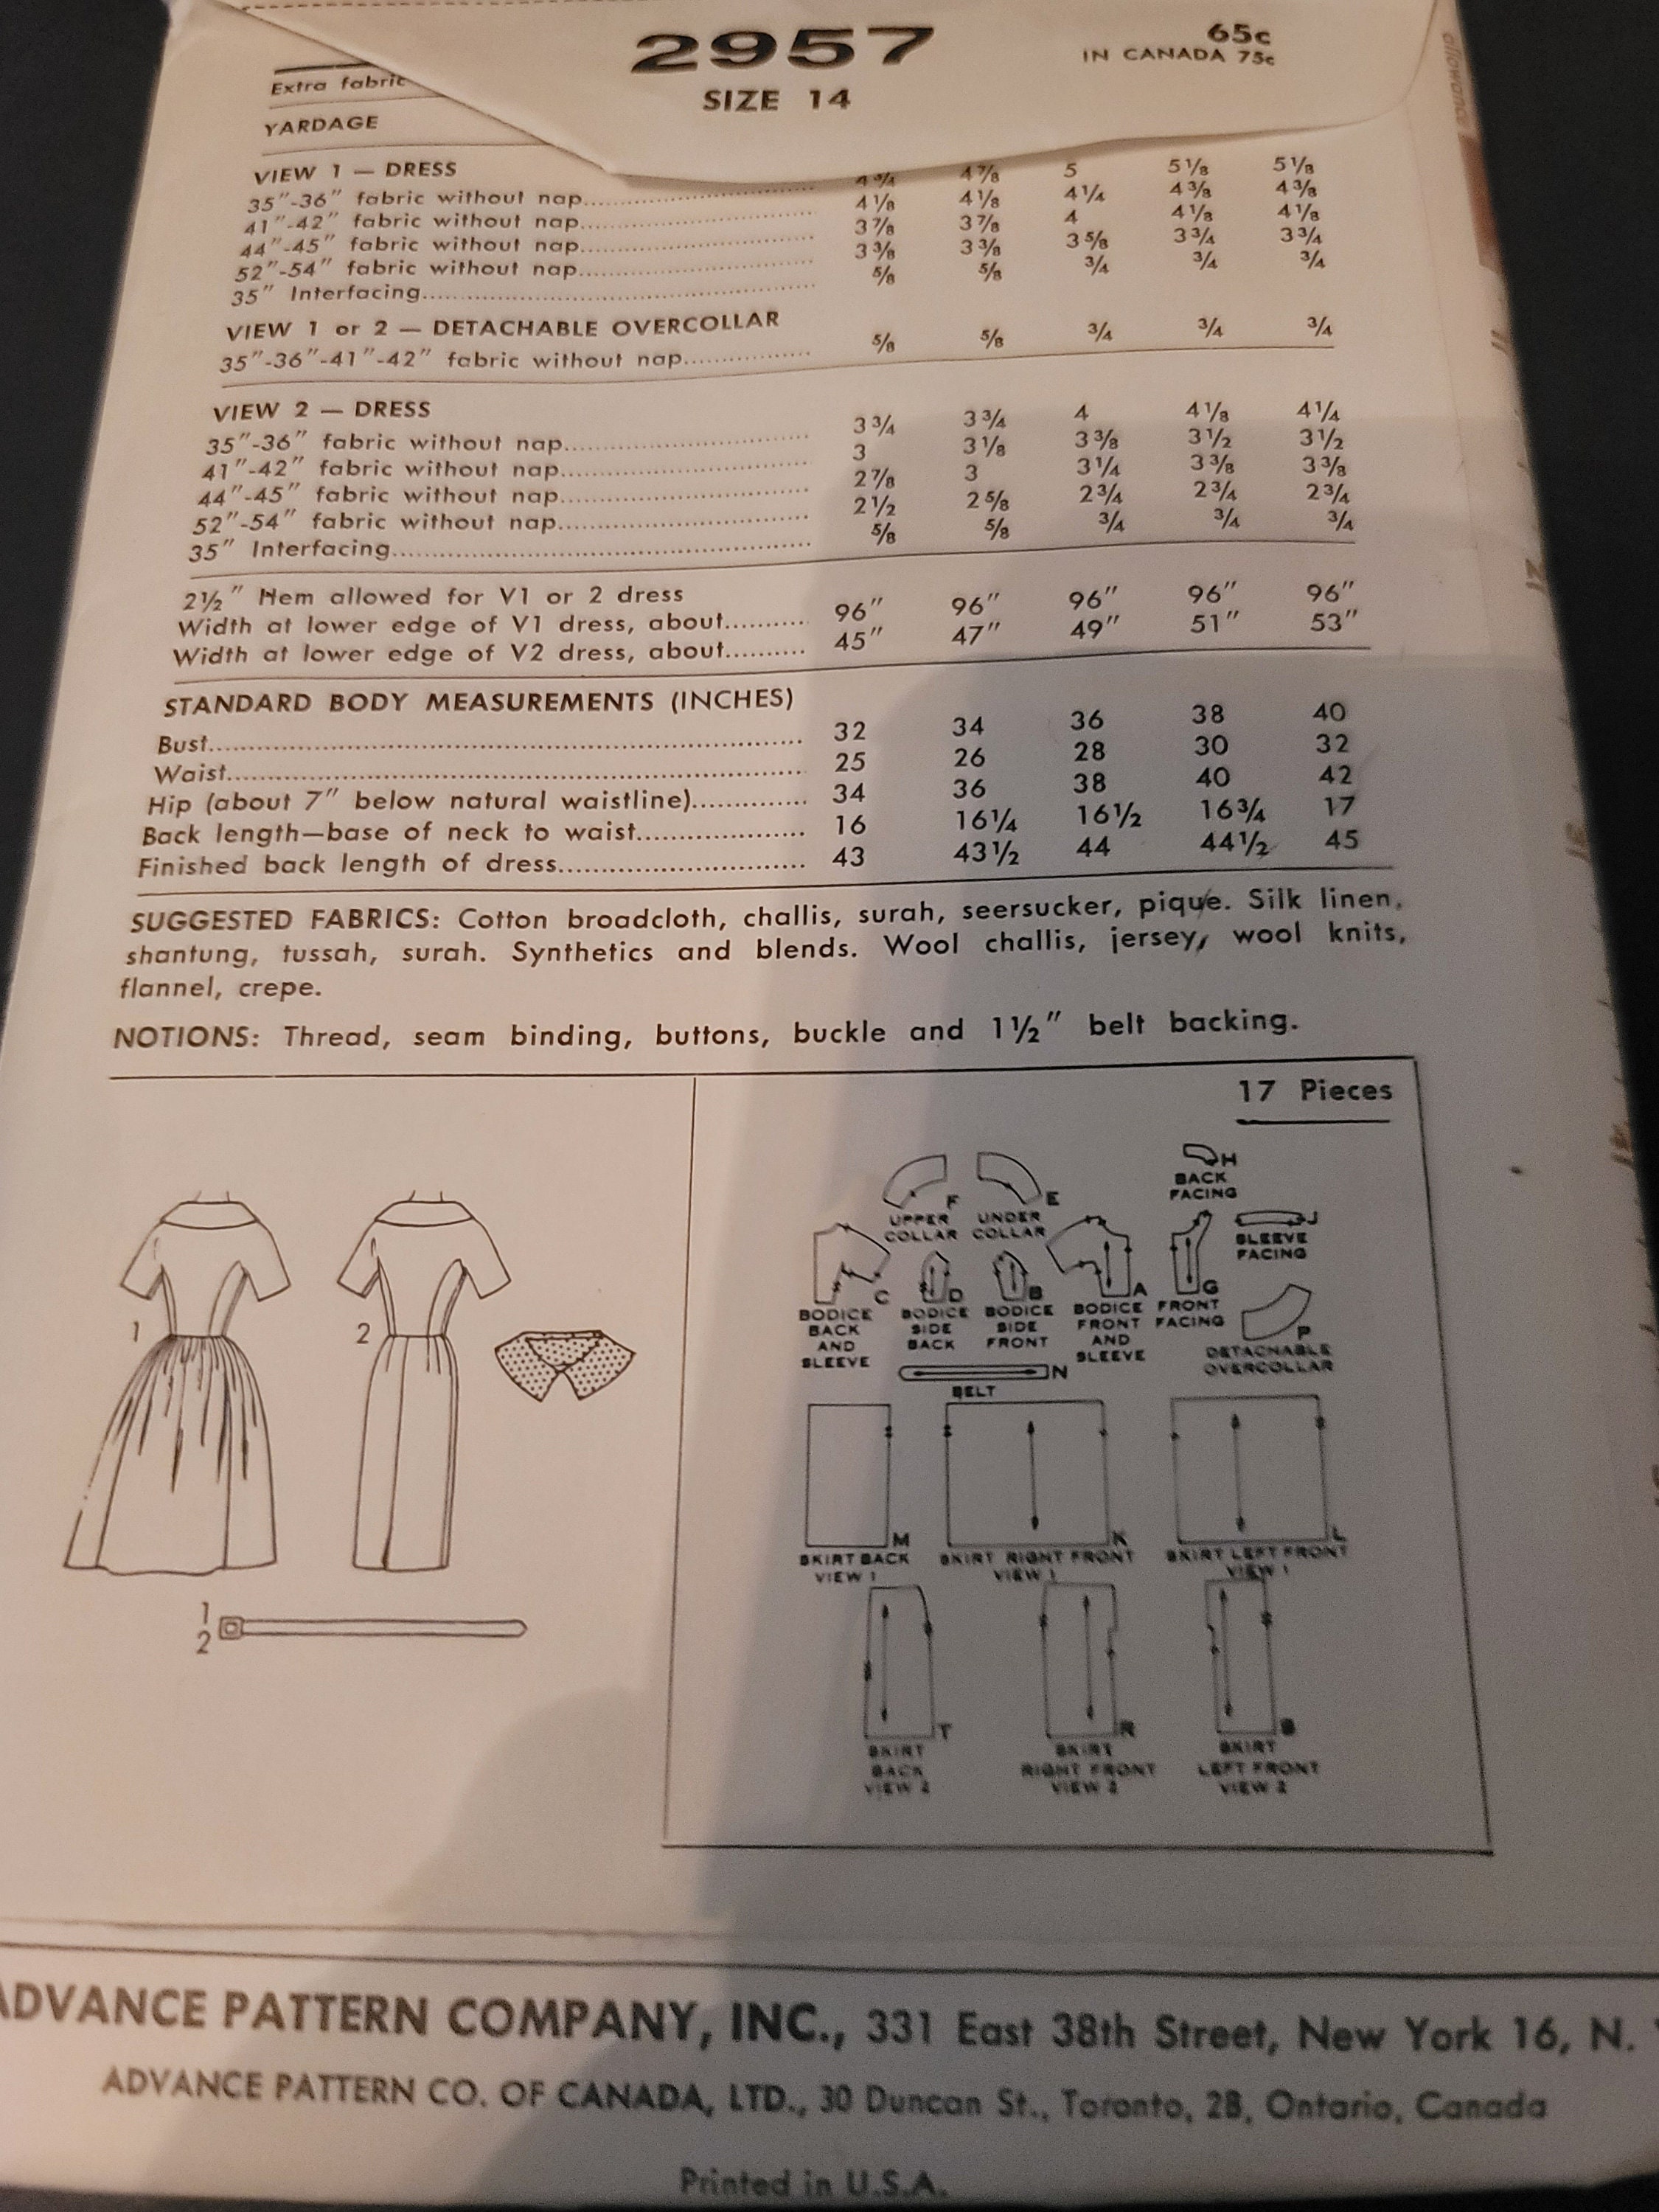 2957
65c
IN CANADA 75c
SIZE 14
Extra fabric
YARDAGE
VIEW 1 — DRESS
35"-36" fabric without nap.......... 4¾ 4⅞ 5 5⅛ 5⅛
41"-42" fabric without nap.......... 4⅛ 4⅛ 4¼ 4⅜ 4⅜
44"-45" fabric without nap.......... 3⅞ 3⅞ 4 4⅛ 4⅛
52"-54" fabric without nap.......... 3⅜ 3⅜ 3⅝ 3¾ 3¾
35" Interfacing.......... ⅝ ⅝ ¾ ¾ ¾
VIEW 1 or 2 — DETACHABLE OVERCOLLAR
35"-36"-41"-42" fabric without nap.......... ⅝ ⅝ ¾ ¾ ¾
VIEW 2 — DRESS
35"-36" fabric without nap.......... 3¾ 3¾ 4 4⅛ 4¼
41"-42" fabric without nap.......... 3 3⅛ 3⅜ 3½ 3½
44"-45" fabric without nap.......... 2⅞ 3 3¼ 3⅜ 3⅜
52"-54" fabric without nap.......... 2½ 2⅝ 2¾ 2¾ 2¾
35" Interfacing.......... ⅝ ⅝ ¾ ¾ ¾
2½" Hem allowed for V1 or 2 dress
Width at lower edge of V1 dress, about.......... 96" 96" 96" 96" 96"
Width at lower edge of V2 dress, about.......... 45" 47" 49" 51" 53"
STANDARD BODY MEASUREMENTS (INCHES)
Bust.......... 32 34 36 38 40
Waist.......... 25 26 28 30 32
Hip (about 7" below natural waistline).......... 34 36 38 40 42
Back length—base of neck to waist.......... 16 16¼ 16½ 16¾ 17
Finished back length of dress.......... 43 43½ 44 44½ 45
SUGGESTED FABRICS: Cotton broadcloth, challis, surah, seersucker, pique. Silk linen,
shantung, tussah, surah. Synthetics and blends. Wool challis, jersey, wool knits,
flannel, crepe.
NOTIONS: Thread, seam binding, buttons, buckle and 1½" belt backing.
17 Pieces
1
2
1
2
F
UPPER
COLLAR
E
UNDER
COLLAR
H
BACK
FACING
J
SLEEVE
FACING
C
BODICE
BACK
AND
SLEEVE
D
BODICE
SIDE
BACK
B
BODICE
SIDE
FRONT
A
BODICE
FRONT
AND
SLEEVE
G
FRONT
FACING
P
DETACHABLE
OVERCOLLAR
N
BELT
M
SKIRT BACK
VIEW 1
K
SKIRT RIGHT FRONT
VIEW 1
L
SKIRT LEFT FRONT
VIEW 1
T
SKIRT
BACK
VIEW 2
R
SKIRT
RIGHT FRONT
VIEW 2
S
SKIRT
LEFT FRONT
VIEW 2
ADVANCE PATTERN COMPANY, INC., 331 East 38th Street, New York 16, N.
ADVANCE PATTERN CO. OF CANADA, LTD., 30 Duncan St., Toronto, 2B, Ontario, Canada
Printed in U.S.A.